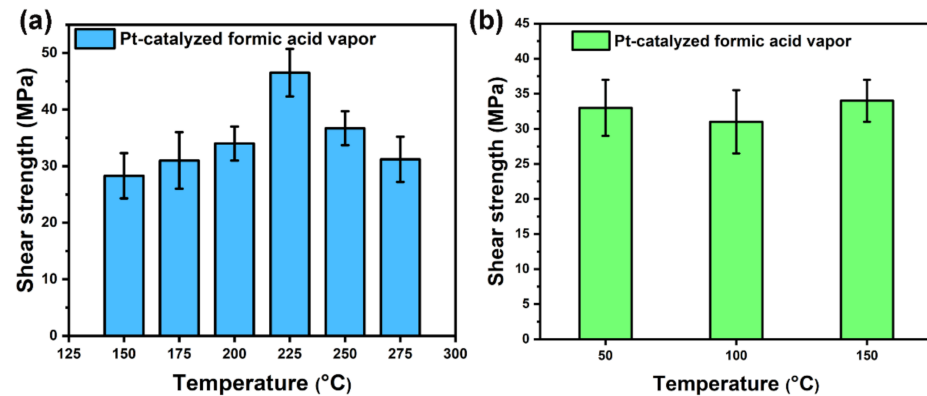 (a)
Pt-catalyzed formic acid vapor
Shear strength (MPa)
50
40
30
20
10
0
125 150 175 200 225 250 275 300
Temperature (°C)
(b)
Pt-catalyzed formic acid vapor
Shear strength (MPa)
45
40
35
30
25
20
15
10
5
0
50 100 150
Temperature (°C)